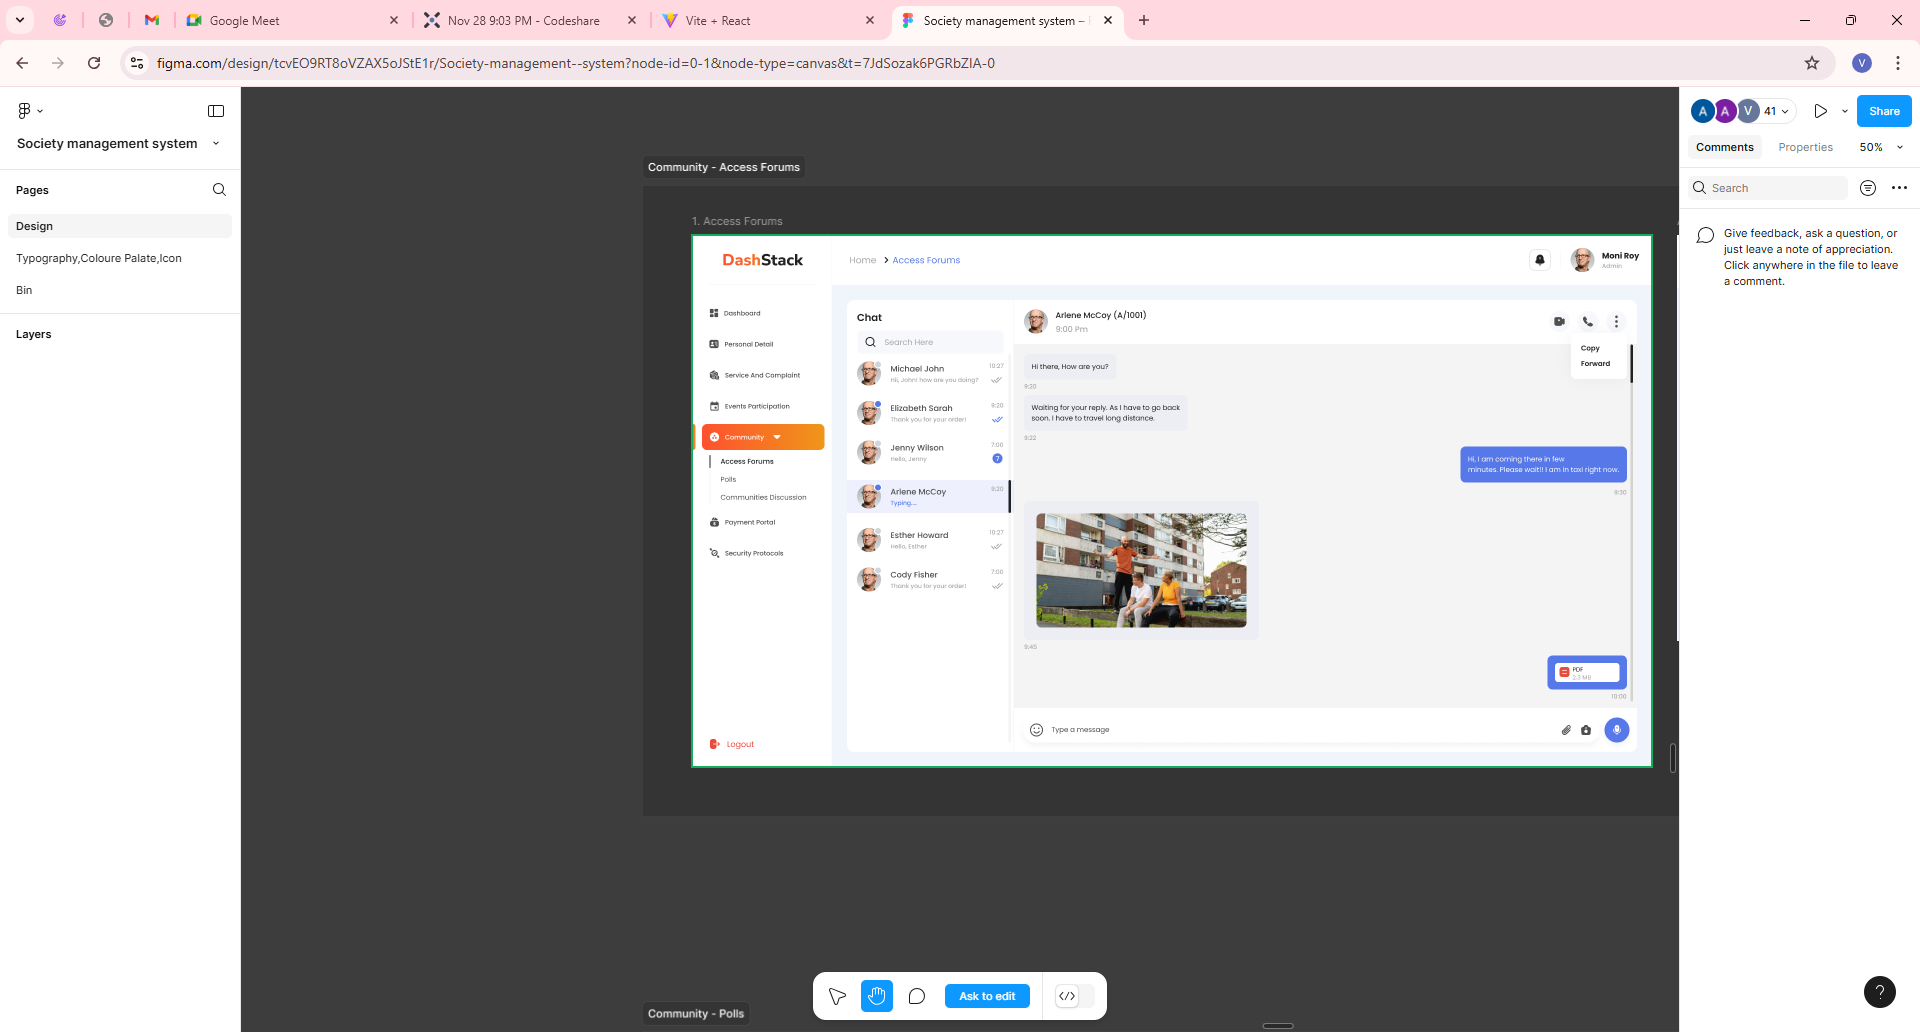 Google Meet
Nov 28 9:03 PM - Codeshare
Vite + React
Society management system –
figma.com/design/tcvEO9RT8oVZAX5oJStE1r/Society-management--system?node-id=0-1&node-type=canvas&t=7JdSozak6PGRbZIA-0
V
Society management system
Pages
Design
Typography,Coloure Palate,Icon
Bin
Layers
Community - Access Forums
1. Access Forums
DashStack
Home > Access Forums
Moni Roy
Admin
Dashboard
Personal Detail
Service And Complaint
Events Participation
Community
Access Forums
Polls
Communities Discussion
Payment Portal
Security Protocols
Logout
Chat
Search Here
Michael John
10:27
Hii, John! how are you doing?
Elizabeth Sarah
9:20
Thank you for your order!
Jenny Wilson
7:00
Hello, Jenny
7
Arlene McCoy
9:20
Typing...
Esther Howard
10:27
Hello, Esther
Cody Fisher
7:00
Thank you for your order!
Arlene McCoy (A/1001)
9:00 Pm
Copy
Forward
Hi there, How are you?
9:20
Waiting for your reply. As I have to go back
soon. I have to travel long distance.
9:22
Hi, I am coming there in few
minutes. Please wait!! I am in taxi right now.
9:30
9:45
PDF
2.3 MB
10:00
Type a message
Community - Polls
Ask to edit
A
A
V
41
Share
Comments
Properties
50%
Search
Give feedback, ask a question, or
just leave a note of appreciation.
Click anywhere in the file to leave
a comment.
?